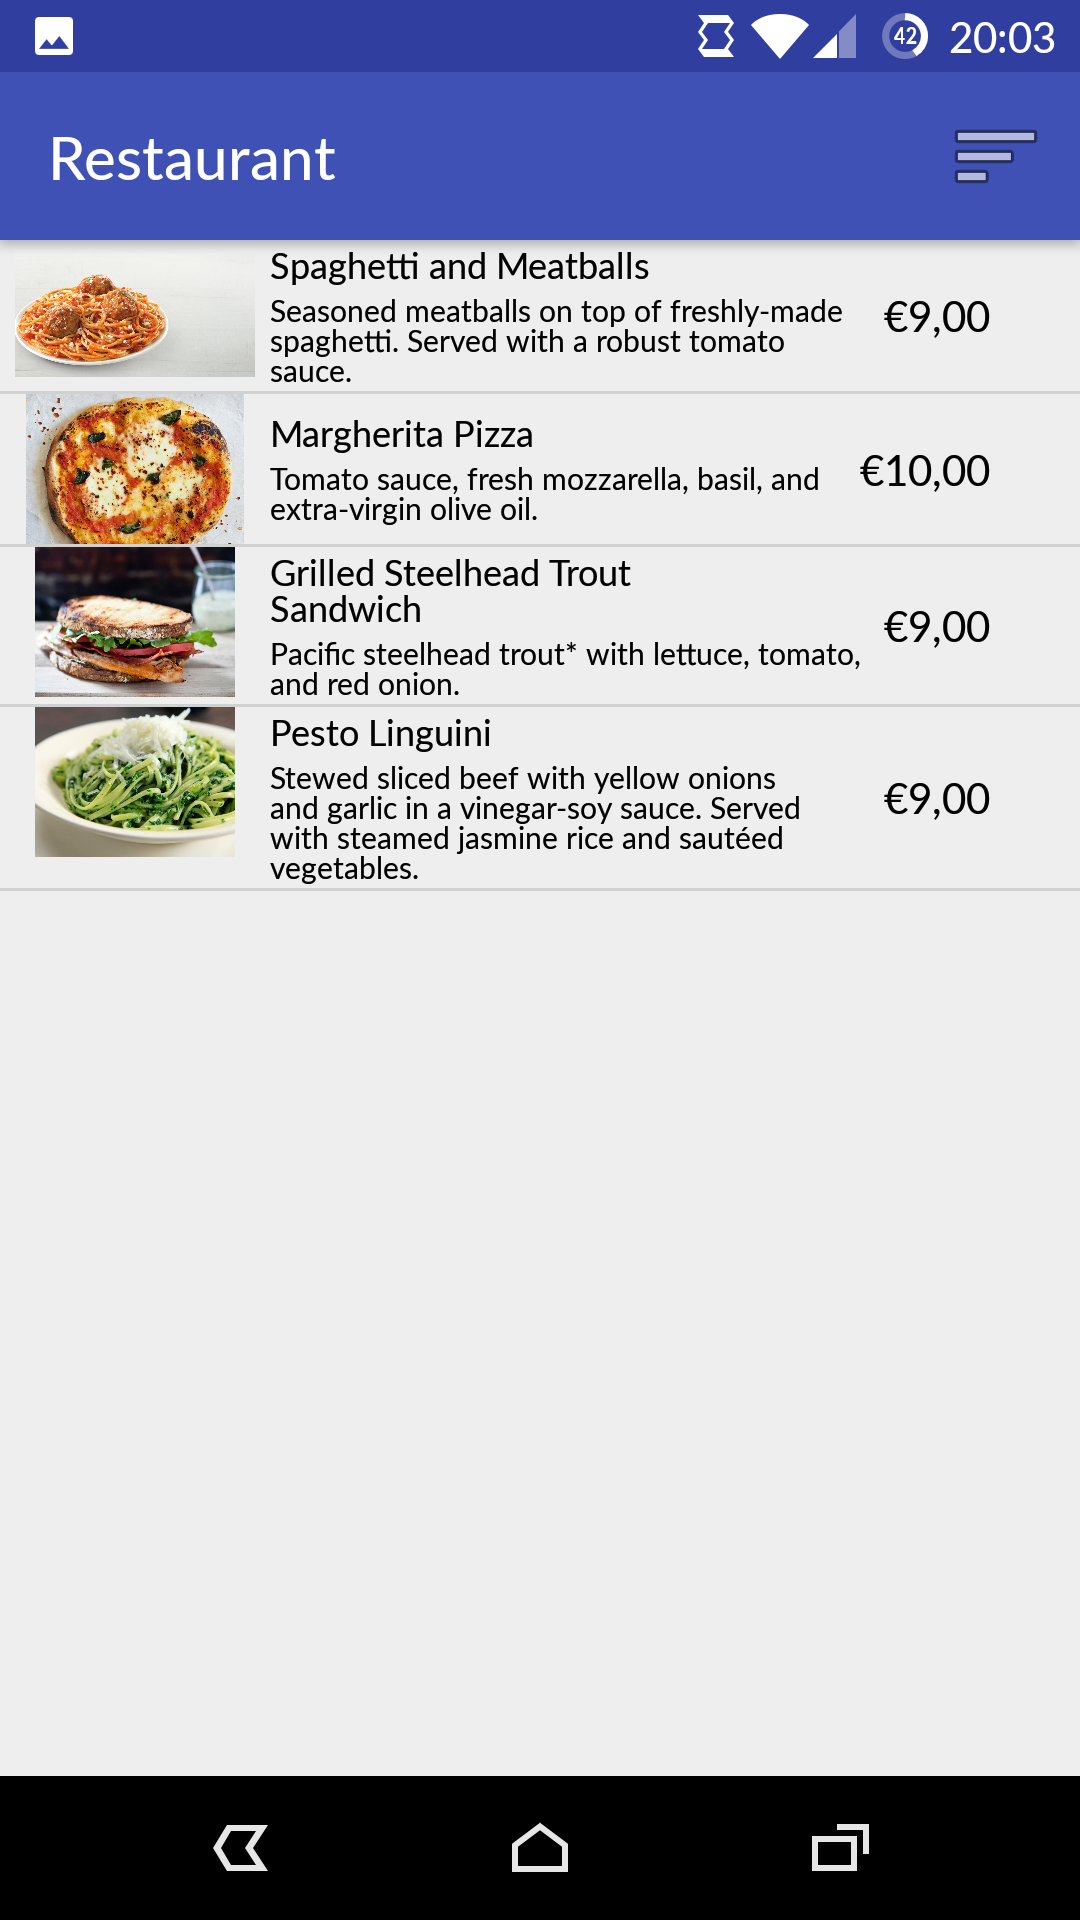 42 20:03
Restaurant
Spaghetti and Meatballs
Seasoned meatballs on top of freshly-made
spaghetti. Served with a robust tomato
sauce.
€9,00
Margherita Pizza
Tomato sauce, fresh mozzarella, basil, and
extra-virgin olive oil.
€10,00
Grilled Steelhead Trout
Sandwich
Pacific steelhead trout* with lettuce, tomato,
and red onion.
€9,00
Pesto Linguini
Stewed sliced beef with yellow onions
and garlic in a vinegar-soy sauce. Served
with steamed jasmine rice and sautéed
vegetables.
€9,00